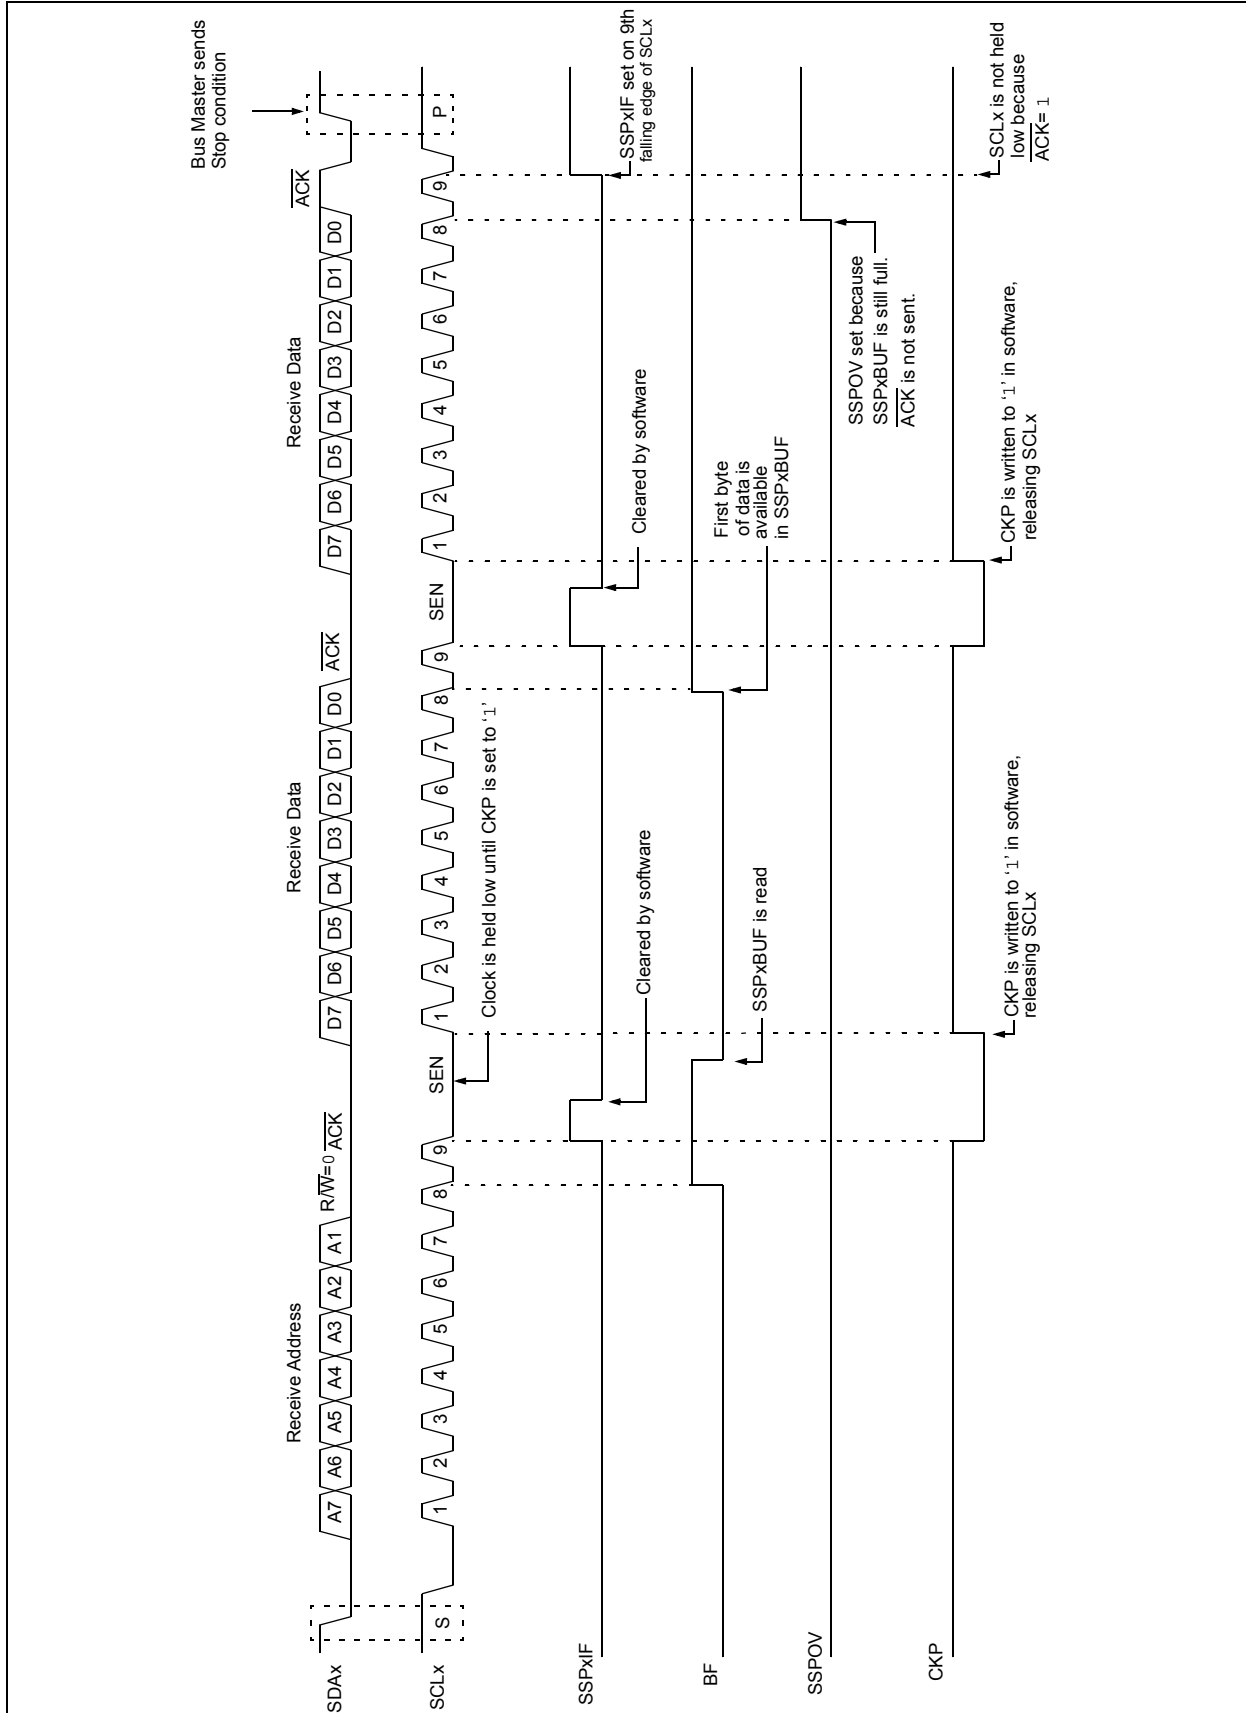 Bus Master sends
Stop condition
Receive Address
Receive Data
Receive Data
SDAx
A7 A6 A5 A4 A3 A2 A1
R/W=0 ACK
D7 D6 D5 D4 D3 D2 D1 D0
ACK
D7 D6 D5 D4 D3 D2 D1 D0
ACK
SCLx
S
1 2 3 4 5 6 7 8 9
SEN
1 2 3 4 5 6 7 8 9
SEN
1 2 3 4 5 6 7 8 9
P
Clock is held low until CKP is set to ‘1’
SSPxIF
Cleared by software
Cleared by software
SSPxIF set on 9th
falling edge of SCLx
BF
SSPxBUF is read
First byte
of data is
available
in SSPxBUF
SSPOV
SSPOV set because
SSPxBUF is still full.
ACK is not sent.
CKP
CKP is written to ‘1’ in software,
releasing SCLx
CKP is written to ‘1’ in software,
releasing SCLx
SCLx is not held
low because
ACK= 1